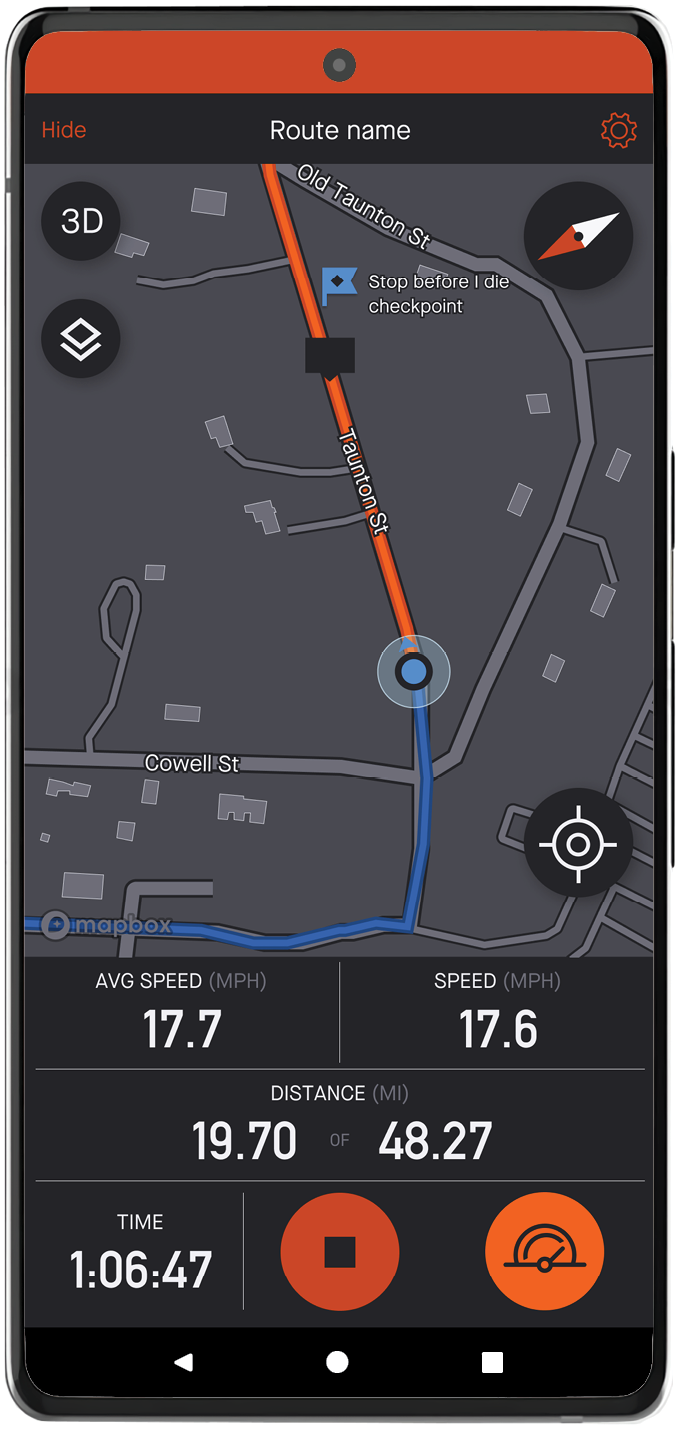 Hide
Route name
Old Taunton St
3D
Stop before I die
checkpoint
Taunton St
Cowell St
mapbox
AVG SPEED (MPH)
17.7
SPEED (MPH)
17.6
DISTANCE (MI)
19.70 OF 48.27
TIME
1:06:47